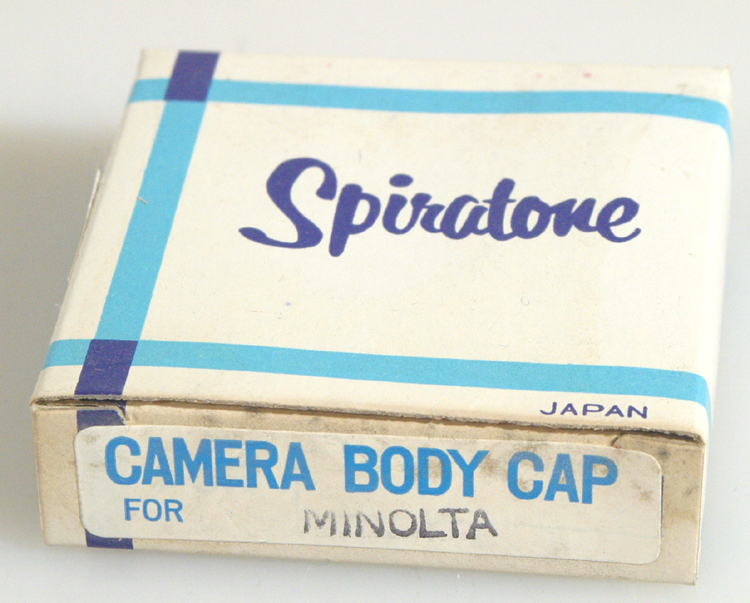 Spiratone
JAPAN
CAMERA BODY CAP
FOR MINOLTA